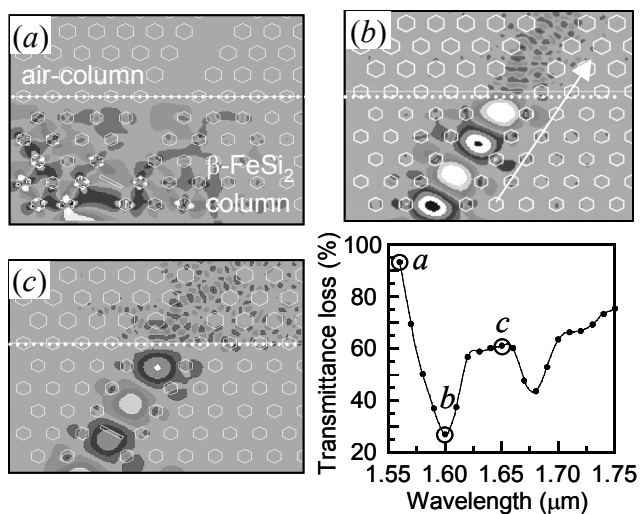 (a)
air-column
β-FeSi2
column
(b)
(c)
Transmittance loss (%)
100
80
60
40
20
a
b
c
1.55 1.60 1.65 1.70 1.75
Wavelength (μm)